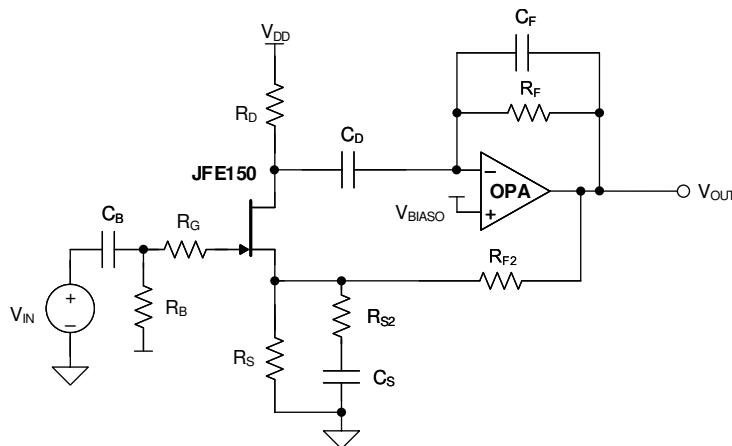 C_F
V_DD
R_F
R_D
C_D
JFE150
−
OPA
V_OUT
C_B
R_G
V_BIASO
+
R_F2
+
V_IN
−
R_B
R_S2
R_S
C_S